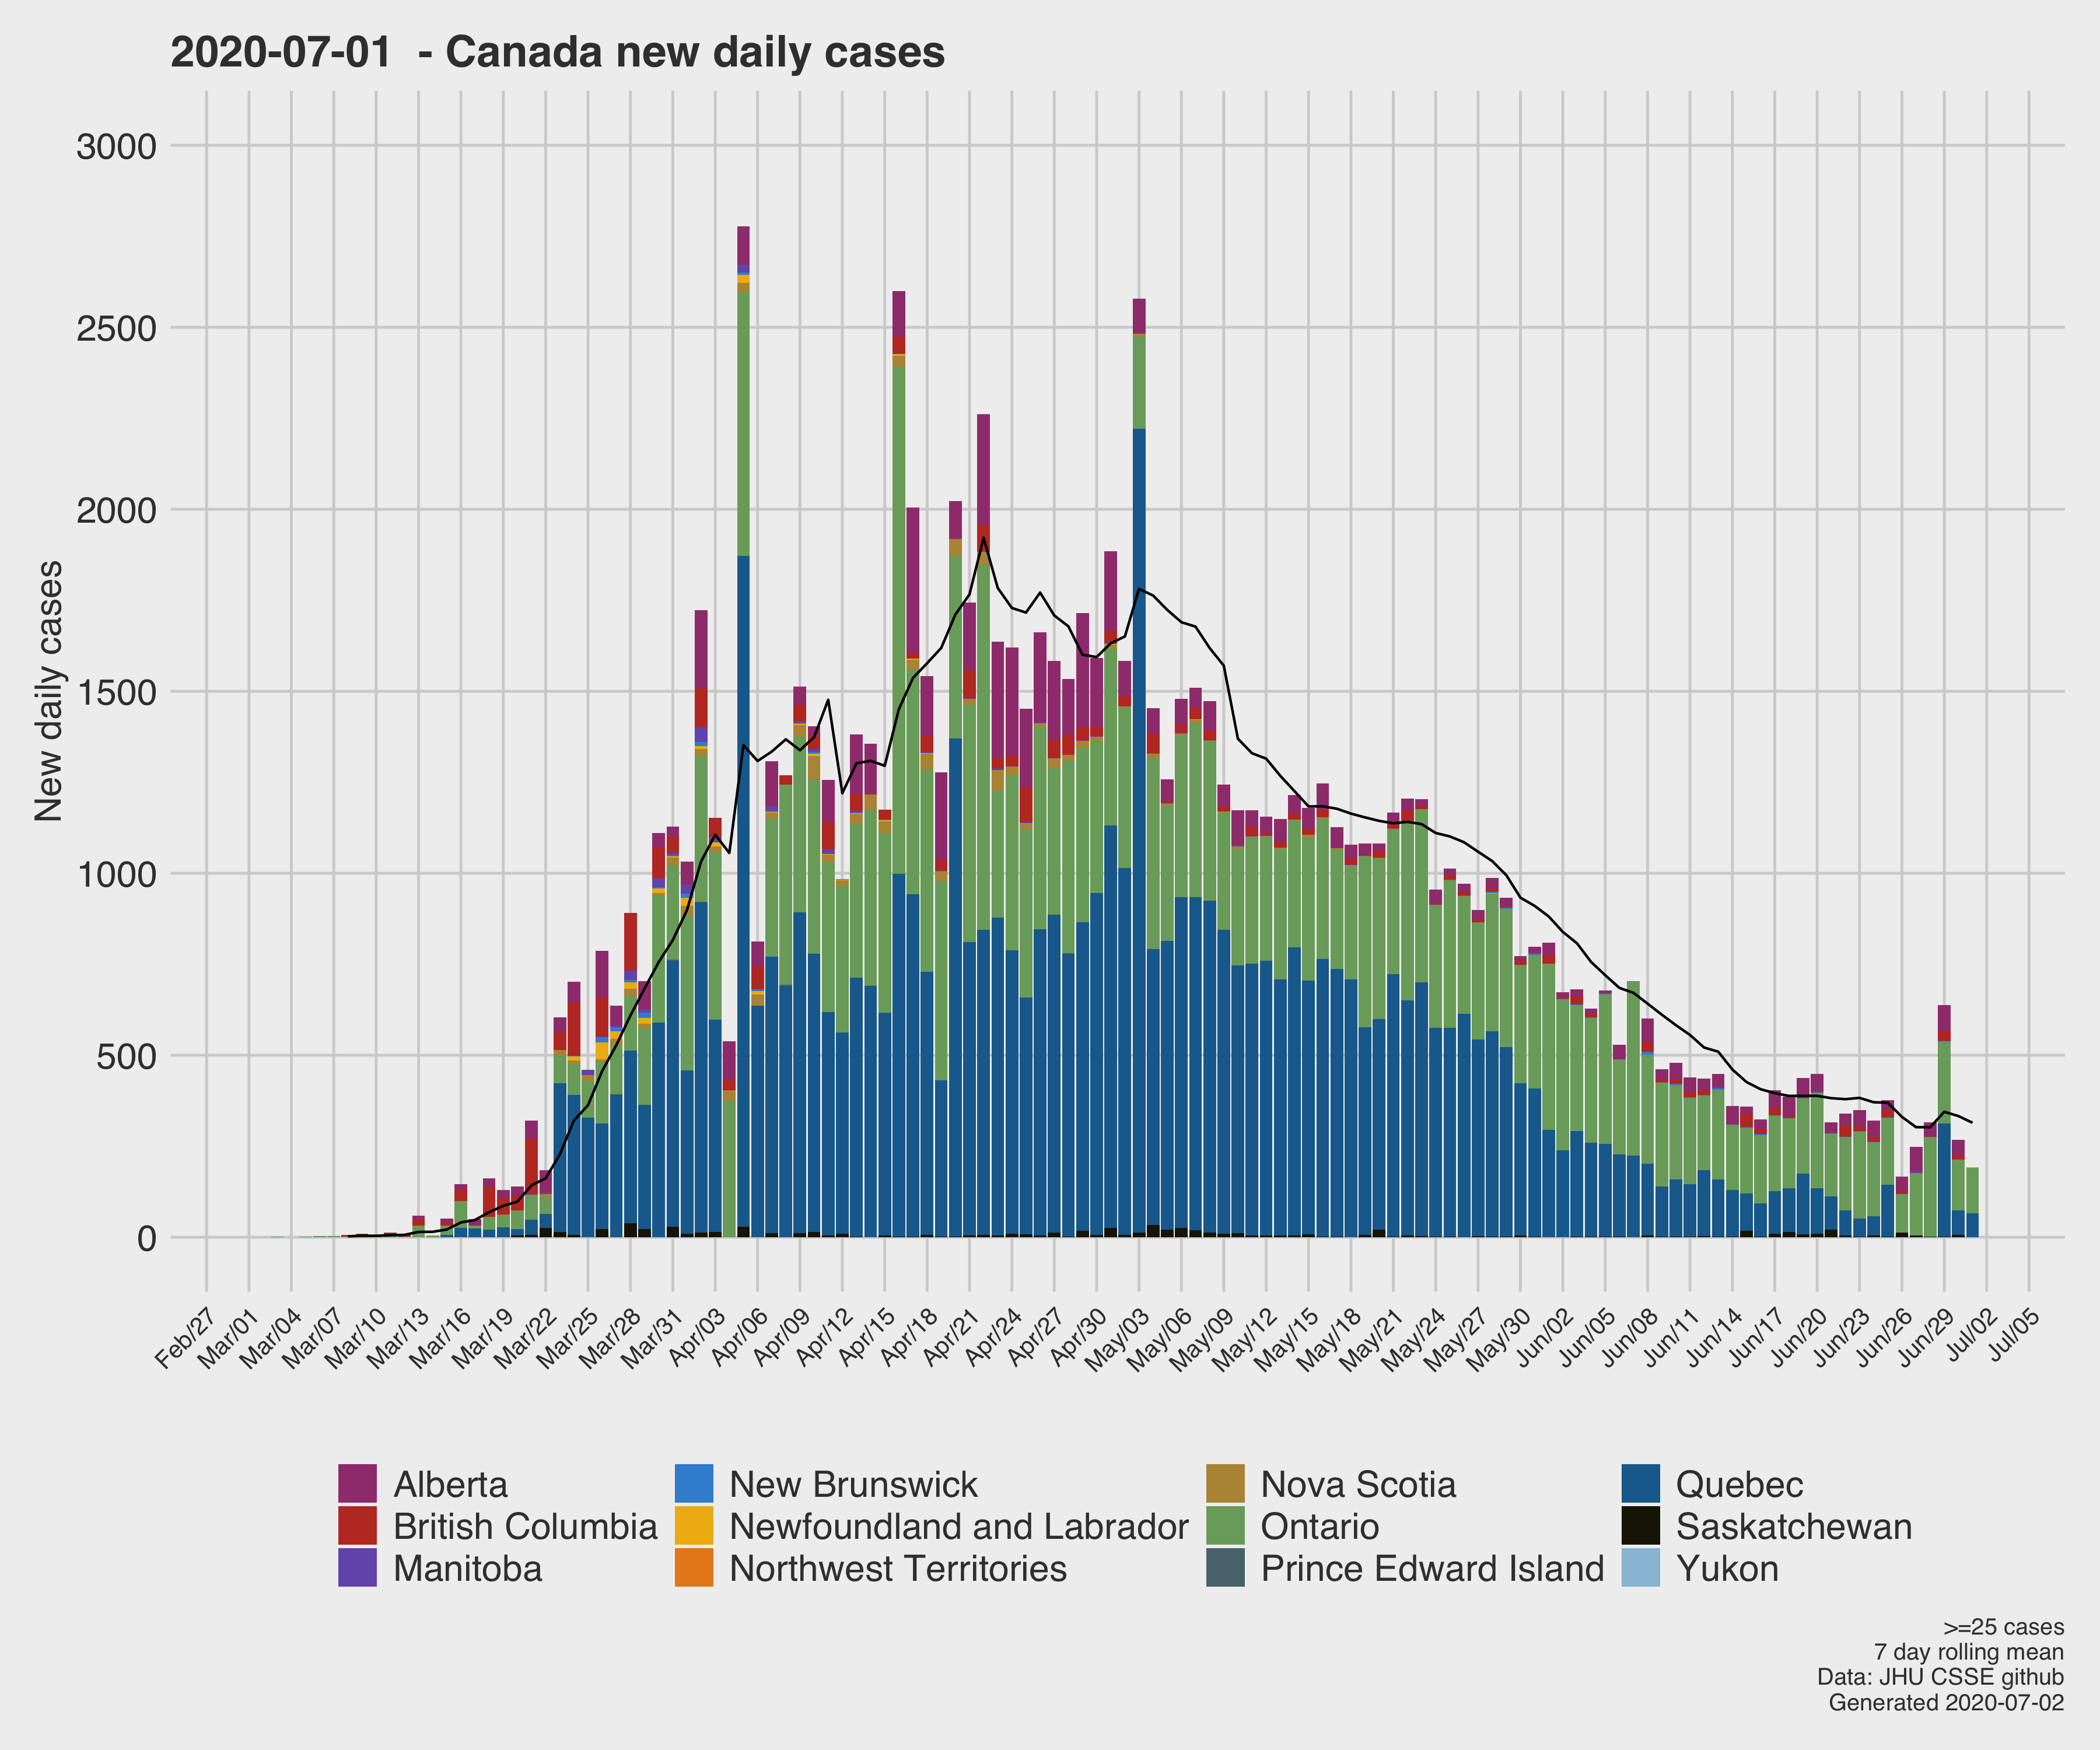 2020-07-01  - Canada new daily cases
New daily cases
3000
2500
2000
1500
1000
500
0
Feb/27 Mar/01 Mar/04 Mar/07 Mar/10 Mar/13 Mar/16 Mar/19 Mar/22 Mar/25 Mar/28 Mar/31 Apr/03 Apr/06 Apr/09 Apr/12 Apr/15 Apr/18 Apr/21 Apr/24 Apr/27 Apr/30 May/03 May/06 May/09 May/12 May/15 May/18 May/21 May/24 May/27 May/30 Jun/02 Jun/05 Jun/08 Jun/11 Jun/14 Jun/17 Jun/20 Jun/23 Jun/26 Jun/29 Jul/02 Jul/05
Alberta New Brunswick Nova Scotia Quebec
British Columbia Newfoundland and Labrador Ontario Saskatchewan
Manitoba Northwest Territories Prince Edward Island Yukon
>=25 cases
7 day rolling mean
Data: JHU CSSE github
Generated 2020-07-02